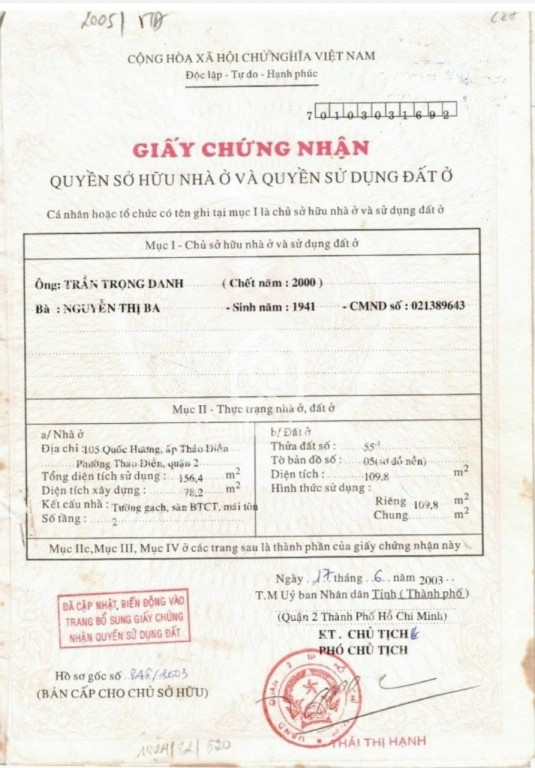 2005/
CỘNG HÒA XÃ HỘI CHỦ NGHĨA VIỆT NAM
Độc lập - Tự do - Hạnh phúc
70103031692
GIẤY CHỨNG NHẬN
QUYỀN SỞ HỮU NHÀ Ở VÀ QUYỀN SỬ DỤNG ĐẤT Ở
Cá nhân hoặc tổ chức có tên ghi tại mục I là chủ sở hữu nhà ở và sử dụng đất ở
Mục I - Chủ sở hữu nhà ở và sử dụng đất ở
Ông: TRẦN TRỌNG DANH ( Chết năm : 2000 )
Bà : NGUYỄN THỊ BA - Sinh năm : 1941 - CMND số : 021389643
Mục II - Thực trạng nhà ở, đất ở
a/ Nhà ở
Địa chỉ : 105 Quốc Hương, ấp Thảo Điền
Phường Thảo Điền, quận 2
Tổng diện tích sử dụng : 156,4 m2
Diện tích xây dựng : 78,2 m2
Kết cấu nhà : Tường gạch, sàn BTCT, mái tôn
Số tầng : 2
b/ Đất ở
Thửa đất số : 55-1
Tờ bản đồ số : 05(sơ đồ nền)
Diện tích : 109,8 m2
Hình thức sử dụng :
Riêng 109,8 m2
Chung m2
Mục IIc, Mục III, Mục IV ở các trang sau là thành phần của giấy chứng nhận này
Ngày 17 tháng 6 năm 2003
T.M Uỷ ban Nhân dân Tỉnh ( Thành phố )
(Quận 2 Thành Phố Hồ Chí Minh)
KT . CHỦ TỊCH
PHÓ CHỦ TỊCH
ĐÃ CẬP NHẬT, BIẾN ĐỘNG VÀO
TRANG BỔ SUNG GIẤY CHỨNG
NHẬN QUYỀN SỬ DỤNG ĐẤT
Hồ sơ gốc số /2003
(BẢN CẤP CHO CHỦ SỞ HỮU)
THÁI THỊ HẠNH